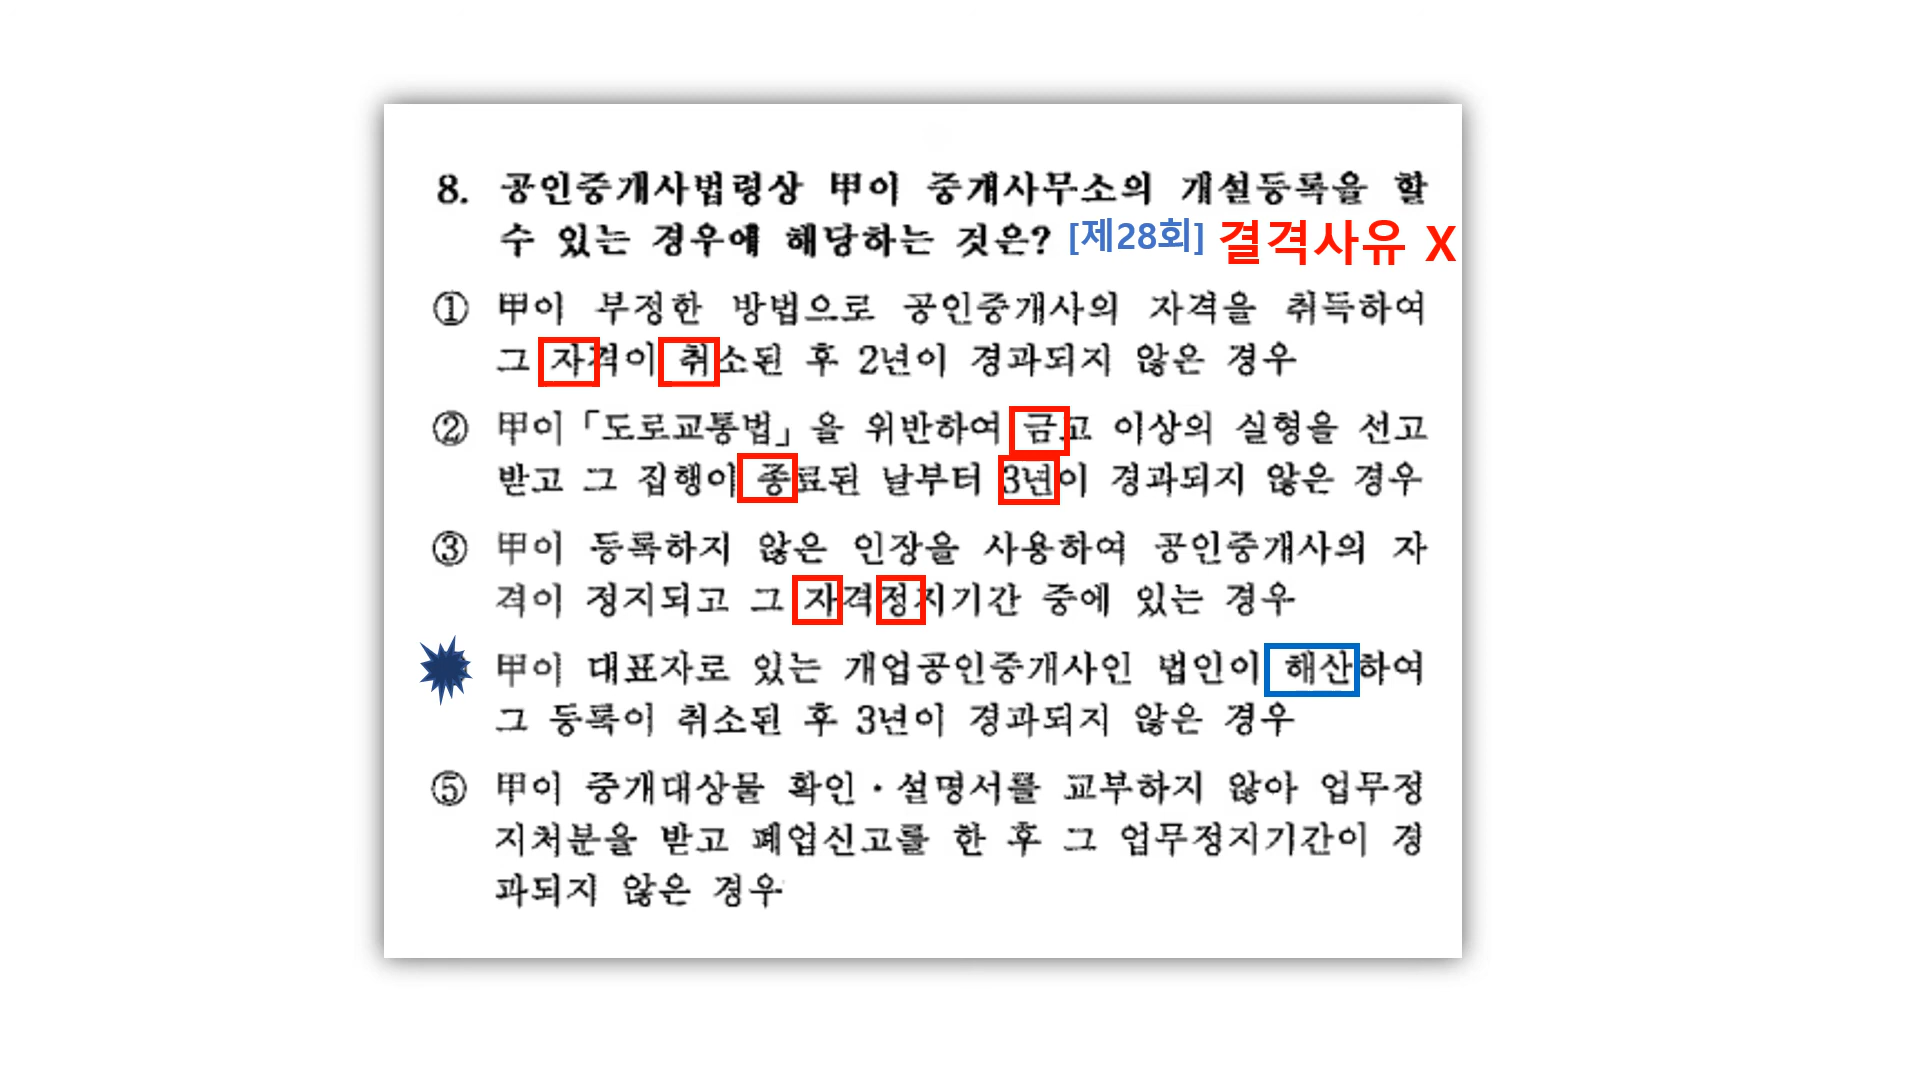 8. 공인중개사법령상 甲이 중개사무소의 개설등록을 할
수 있는 경우에 해당하는 것은? [제28회] 결격사유 X
① 甲이 부정한 방법으로 공인중개사의 자격을 취득하여
그 자격이 취소된 후 2년이 경과되지 않은 경우
② 甲이 「도로교통법」을 위반하여 금고 이상의 실형을 선고
받고 그 집행이 종료된 날부터 3년이 경과되지 않은 경우
③ 甲이 등록하지 않은 인장을 사용하여 공인중개사의 자
격이 정지되고 그 자격정지기간 중에 있는 경우
甲이 대표자로 있는 개업공인중개사인 법인이 해산하여
그 등록이 취소된 후 3년이 경과되지 않은 경우
⑤ 甲이 중개대상물 확인·설명서를 교부하지 않아 업무정
지처분을 받고 폐업신고를 한 후 그 업무정지기간이 경
과되지 않은 경우